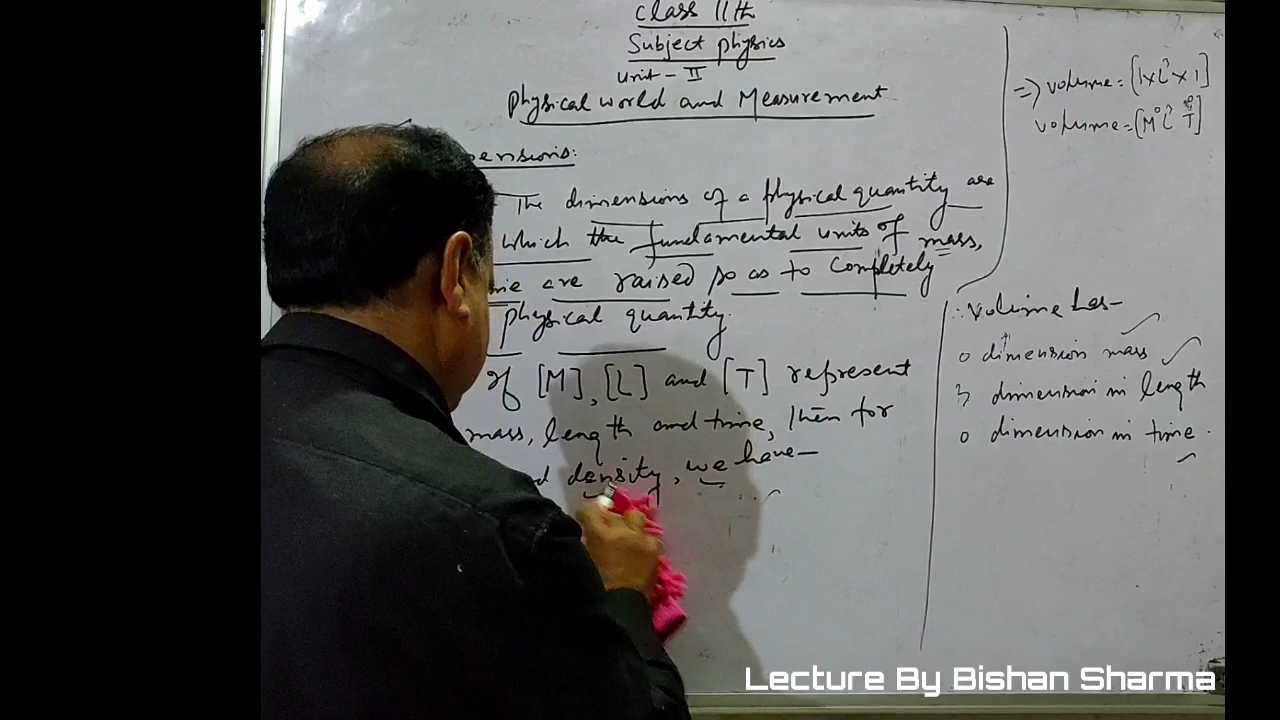 Class 11th
Subject physics
Unit - II
Physical world and Measurement
ensions:
The dimensions of a physical quantity are
which the fundamental units of mass,
me are raised so as to completely
physical quantity.
of [M], [L] and [T] represent
mass, length and time, then for
nd density, we have—
=> volume = [1×L³×1]
volume = [M⁰L³T⁰]
∴ volume has—
0 dimension mass
3 dimension in length
0 dimension in time.
Lecture By Bishan Sharma